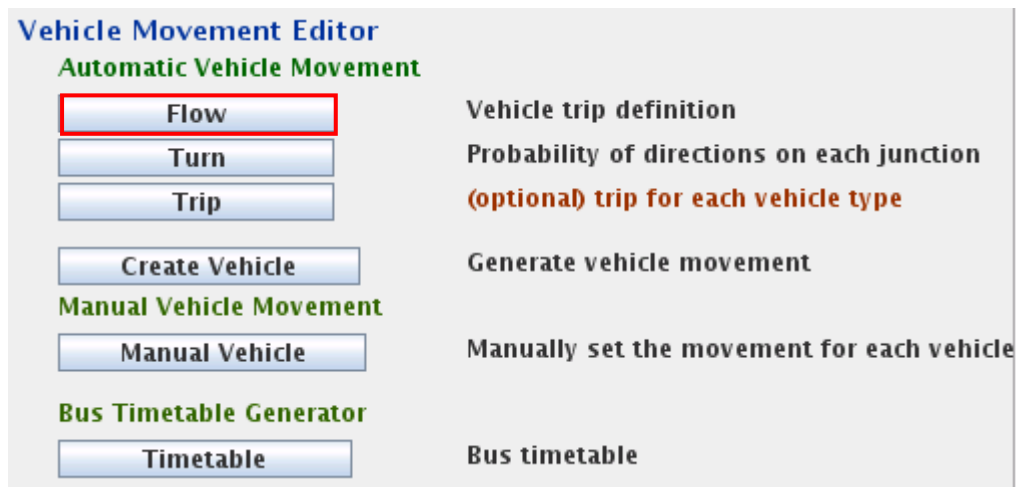 Vehicle Movement Editor
Automatic Vehicle Movement
Flow Vehicle trip definition
Turn Probability of directions on each junction
Trip (optional) trip for each vehicle type
Create Vehicle Generate vehicle movement
Manual Vehicle Movement
Manual Vehicle Manually set the movement for each vehicle
Bus Timetable Generator
Timetable Bus timetable